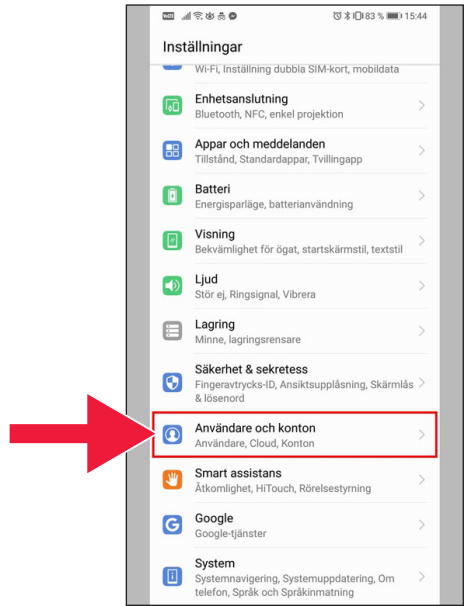 83 % 15:44
Inställningar
Wi-Fi, Inställning dubbla SIM-kort, mobildata
Enhetsanslutning
Bluetooth, NFC, enkel projektion
Appar och meddelanden
Tillstånd, Standardappar, Tvillingapp
Batteri
Energisparläge, batterianvändning
Visning
Bekvämlighet för ögat, startskärmstil, textstil
Ljud
Stör ej, Ringsignal, Vibrera
Lagring
Minne, lagringsrensare
Säkerhet & sekretess
Fingeravtrycks-ID, Ansiktsupplåsning, Skärmlås
& lösenord
Användare och konton
Användare, Cloud, Konton
Smart assistans
Åtkomlighet, HiTouch, Rörelsestyrning
Google
Google-tjänster
System
Systemnavigering, Systemuppdatering, Om
telefon, Språk och Språkinmatning